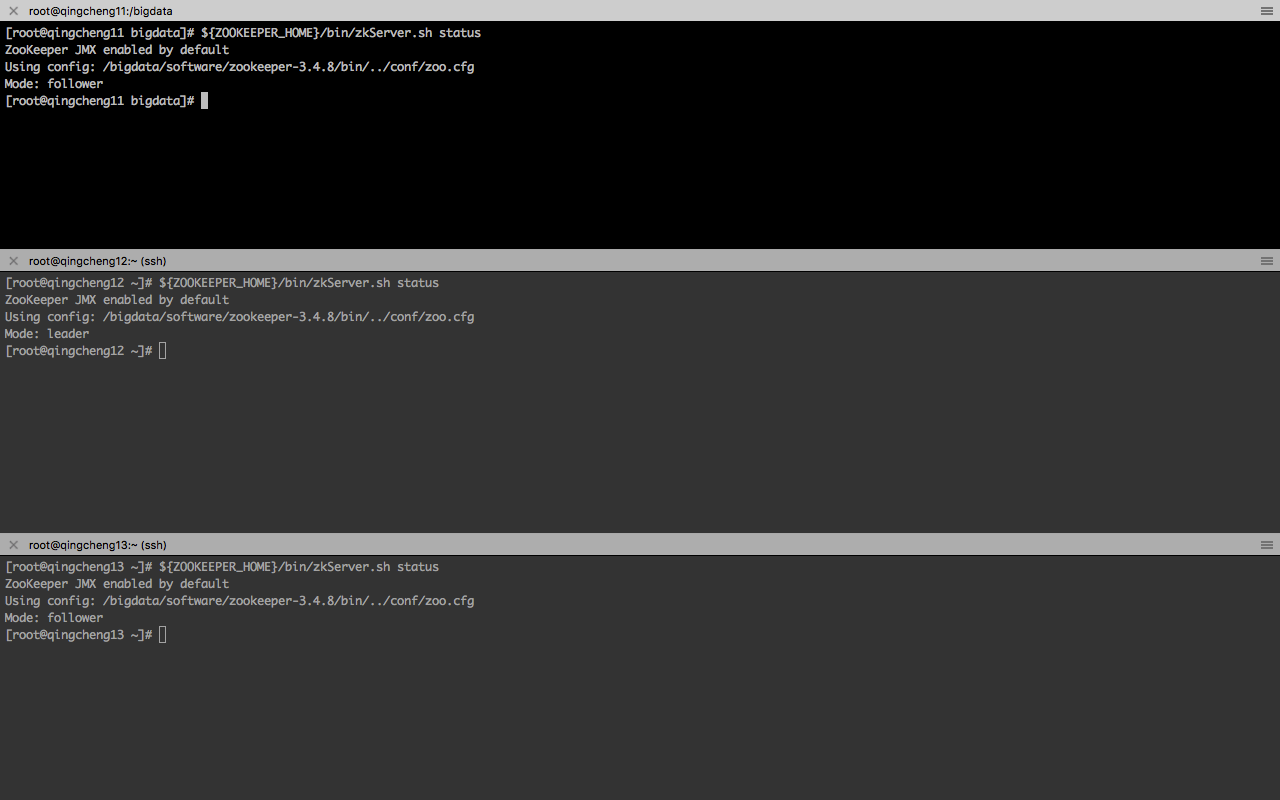 root@qingcheng11:/bigdata
[root@qingcheng11 bigdata]# ${ZOOKEEPER_HOME}/bin/zkServer.sh status
ZooKeeper JMX enabled by default
Using config: /bigdata/software/zookeeper-3.4.8/bin/../conf/zoo.cfg
Mode: follower
[root@qingcheng11 bigdata]#
root@qingcheng12:~ (ssh)
[root@qingcheng12 ~]# ${ZOOKEEPER_HOME}/bin/zkServer.sh status
ZooKeeper JMX enabled by default
Using config: /bigdata/software/zookeeper-3.4.8/bin/../conf/zoo.cfg
Mode: leader
[root@qingcheng12 ~]#
root@qingcheng13:~ (ssh)
[root@qingcheng13 ~]# ${ZOOKEEPER_HOME}/bin/zkServer.sh status
ZooKeeper JMX enabled by default
Using config: /bigdata/software/zookeeper-3.4.8/bin/../conf/zoo.cfg
Mode: follower
[root@qingcheng13 ~]#